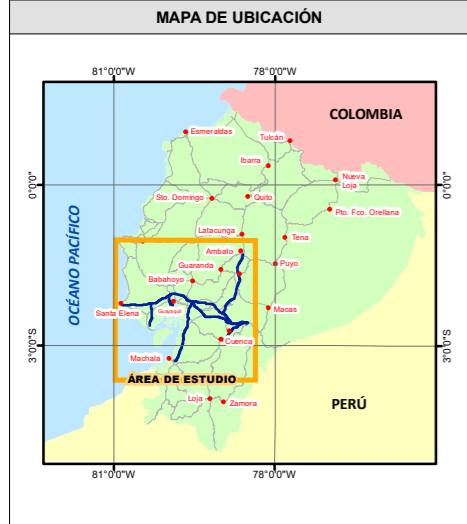 MAPA DE UBICACIÓN
81°0'0"W
78°0'0"W
COLOMBIA
Esmeraldas
Tulcán
Ibarra
Nueva
Loja
0°0'0"
0°0'0"
Sto. Domingo
Quito
Pto. Fco. Orellana
OCÉANO PACÍFICO
Latacunga
Tena
Ambato
Guaranda
Puyo
Babahoyo
Santa Elena
Guayaquil
Macas
3°0'0"S
3°0'0"S
Cuenca
Machala
ÁREA DE ESTUDIO
Loja
Zamora
PERÚ
81°0'0"W
78°0'0"W